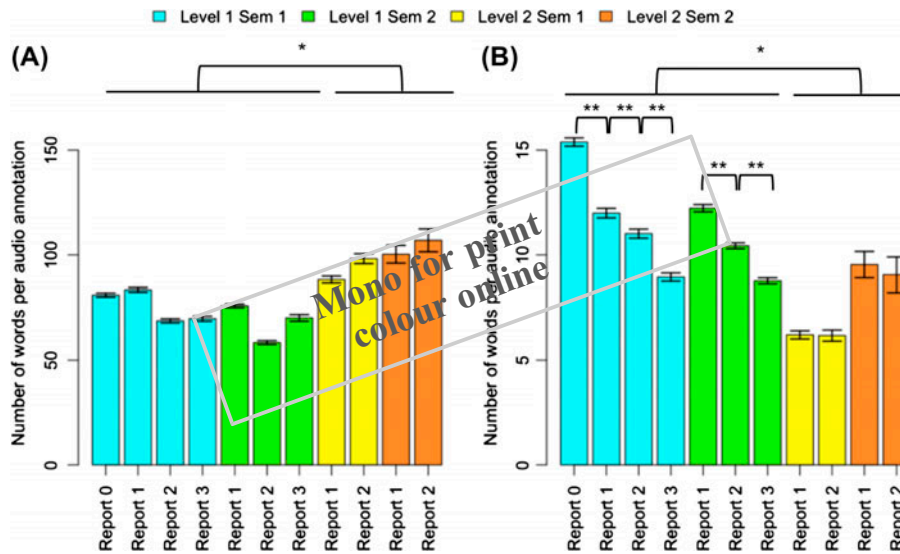 Level 1 Sem 1 Level 1 Sem 2 Level 2 Sem 1 Level 2 Sem 2
(A)
*
Number of words per audio annotation
150
100
50
0
Report 0
Report 1
Report 2
Report 3
Report 1
Report 2
Report 3
Report 1
Report 2
Report 1
Report 2
(B)
*
** ** **
** **
Number of words per audio annotation
15
10
5
0
Report 0
Report 1
Report 2
Report 3
Report 1
Report 2
Report 3
Report 1
Report 2
Report 1
Report 2
Mono for print
colour online